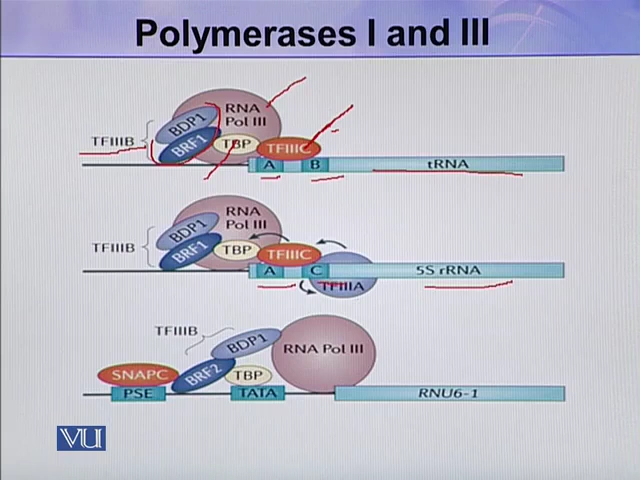 Polymerases I and III
RNA
Pol III
BDP1
TFIIIB
BRF1
TBP
TFIIIC
A
B
tRNA
RNA
Pol III
BDP1
TFIIIB
BRF1
TBP
TFIIIC
A
C
5S rRNA
TFIIIA
TFIIIB
BDP1
RNA Pol III
SNAPC
BRF2
TBP
PSE
TATA
RNU6-1
VU